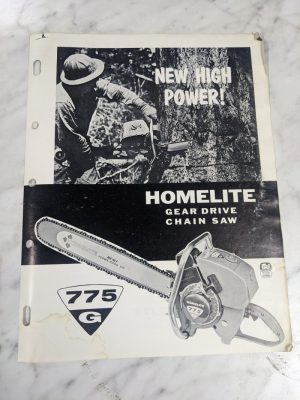 NEW HIGH
POWER!
HOMELITE
GEAR DRIVE
CHAIN SAW
775
G